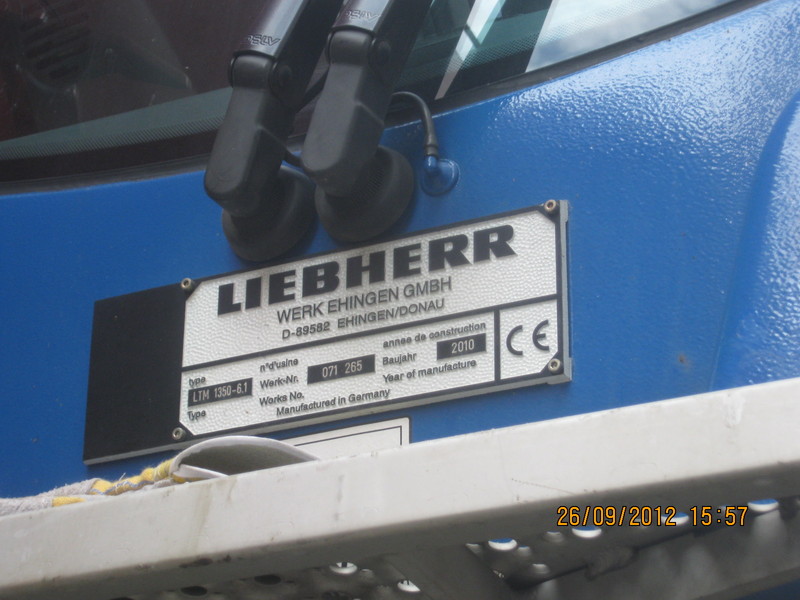 LIEBHERR
WERK EHINGEN GMBH
D-89582 EHINGEN/DONAU
type
LTM 1350-6.1
Type
n°d'usine
Werk-Nr. 071 265
Works No.
année de construction
Baujahr 2010
Year of manufacture
Manufactured in Germany
CE
26/09/2012 15:57